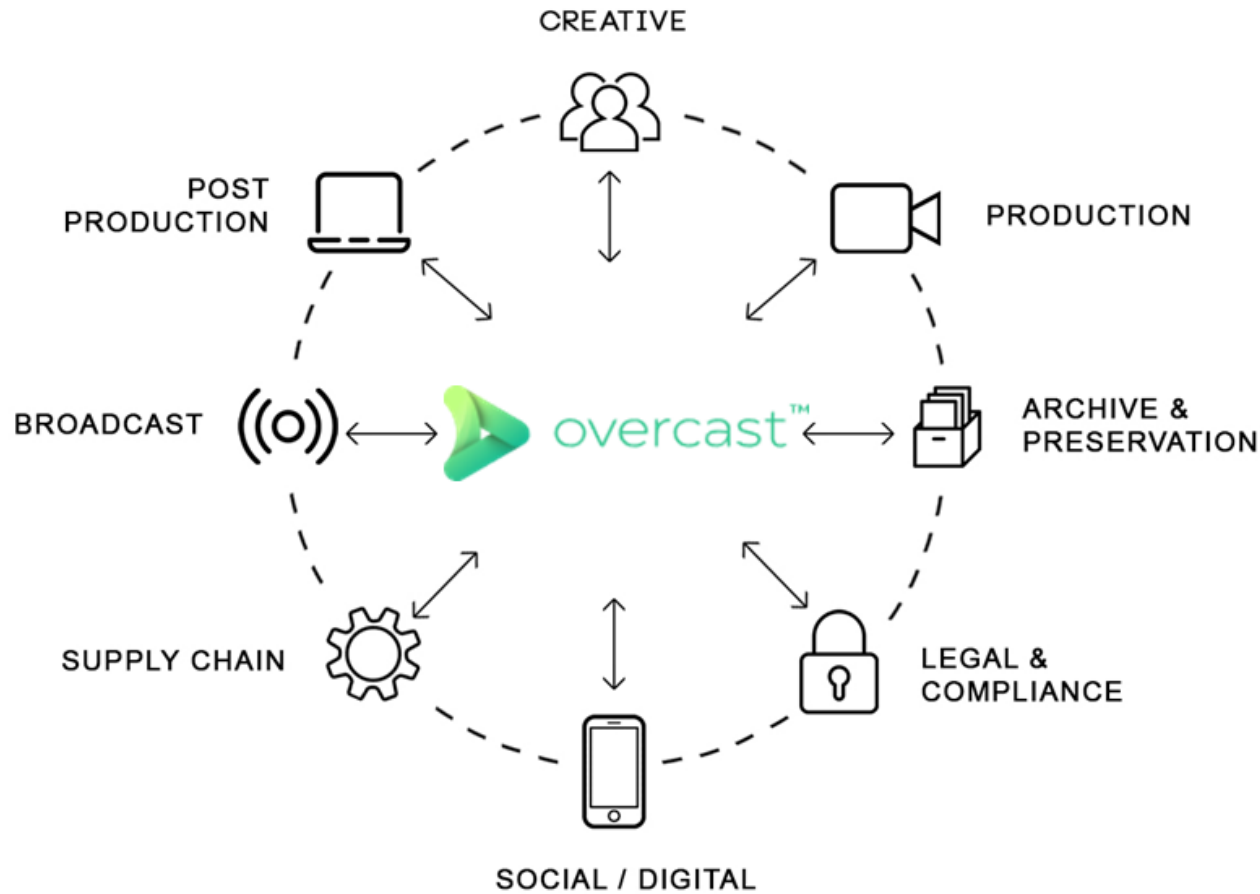 CREATIVE
POST
PRODUCTION
PRODUCTION
BROADCAST
overcast™
ARCHIVE &
PRESERVATION
SUPPLY CHAIN
LEGAL &
COMPLIANCE
SOCIAL / DIGITAL